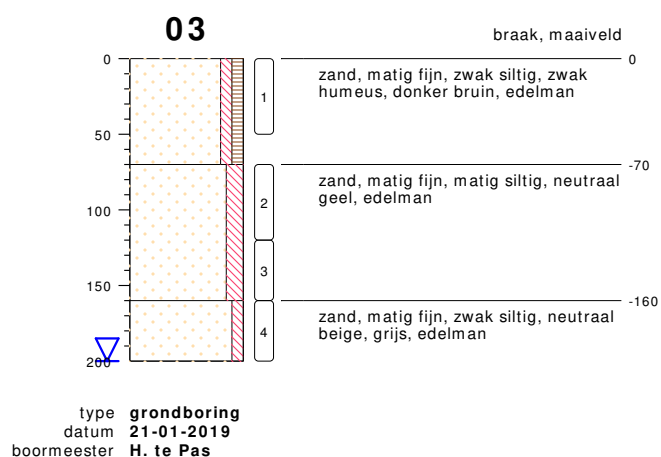 03
braak, maaiveld
0
0
zand, matig fijn, zwak siltig, zwak
humeus, donker bruin, edelman
1
50
-70
zand, matig fijn, matig siltig, neutraal
geel, edelman
2
100
3
150
-160
zand, matig fijn, zwak siltig, neutraal
beige, grijs, edelman
4
200
type grondboring
datum 21-01-2019
boormeester H. te Pas